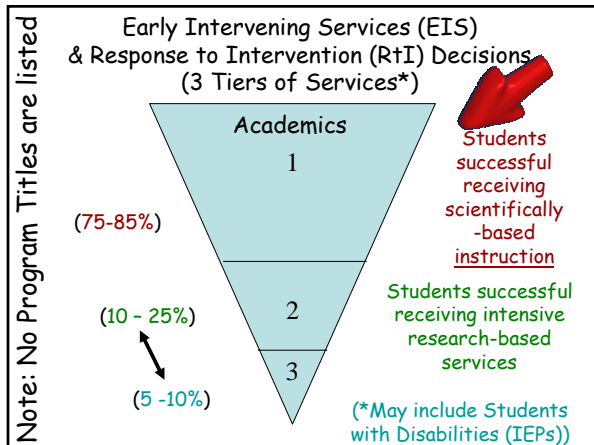 Note: No Program Titles are listed
Early Intervening Services (EIS)
& Response to Intervention (RtI) Decisions
(3 Tiers of Services*)
Academics
1
(75-85%)
Students
successful
receiving
scientifically
-based
instruction
2
(10 – 25%)
Students successful
receiving intensive
research-based
services
3
(5 -10%)
(*May include Students
with Disabilities (IEPs))